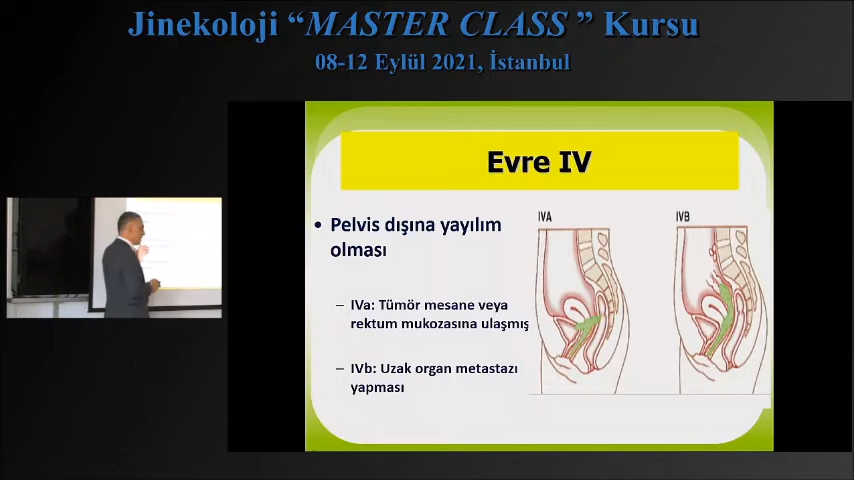 Jinekoloji “MASTER CLASS ” Kursu
08-12 Eylül 2021, İstanbul
Evre IV
• Pelvis dışına yayılım
olması
– IVa: Tümör mesane veya
rektum mukozasına ulaşmış
– IVb: Uzak organ metastazı
yapması
IVA
IVB